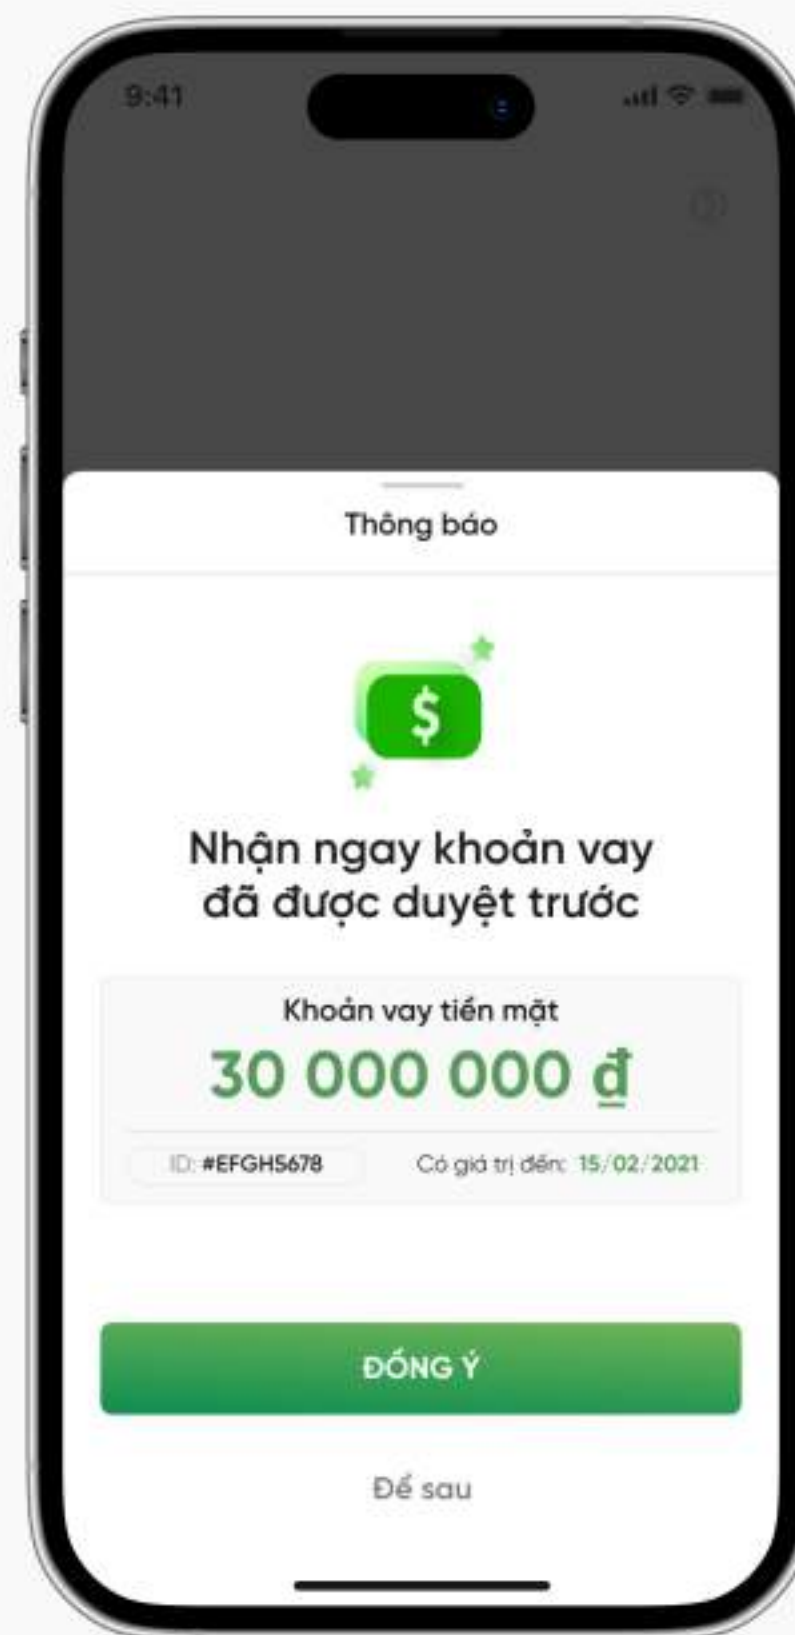 9:41
Thông báo
$
Nhận ngay khoản vay
đã được duyệt trước
Khoản vay tiền mặt
30 000 000 ₫
ID: #EFGH5678 Có giá trị đến: 15/02/2021
ĐỒNG Ý
Để sau